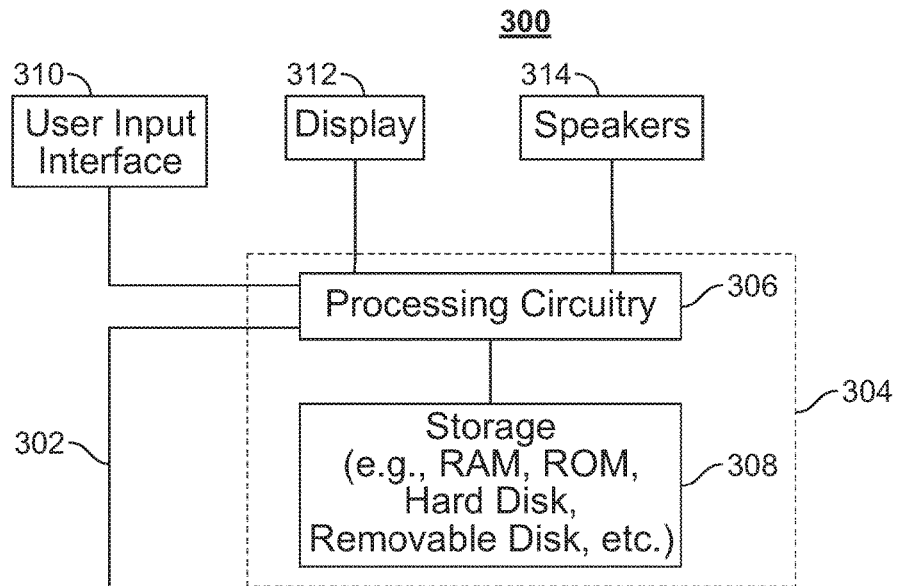 300
310
312
314
User Input
Interface
Display
Speakers
Processing Circuitry
306
304
302
Storage
(e.g., RAM, ROM,
Hard Disk,
Removable Disk, etc.)
308